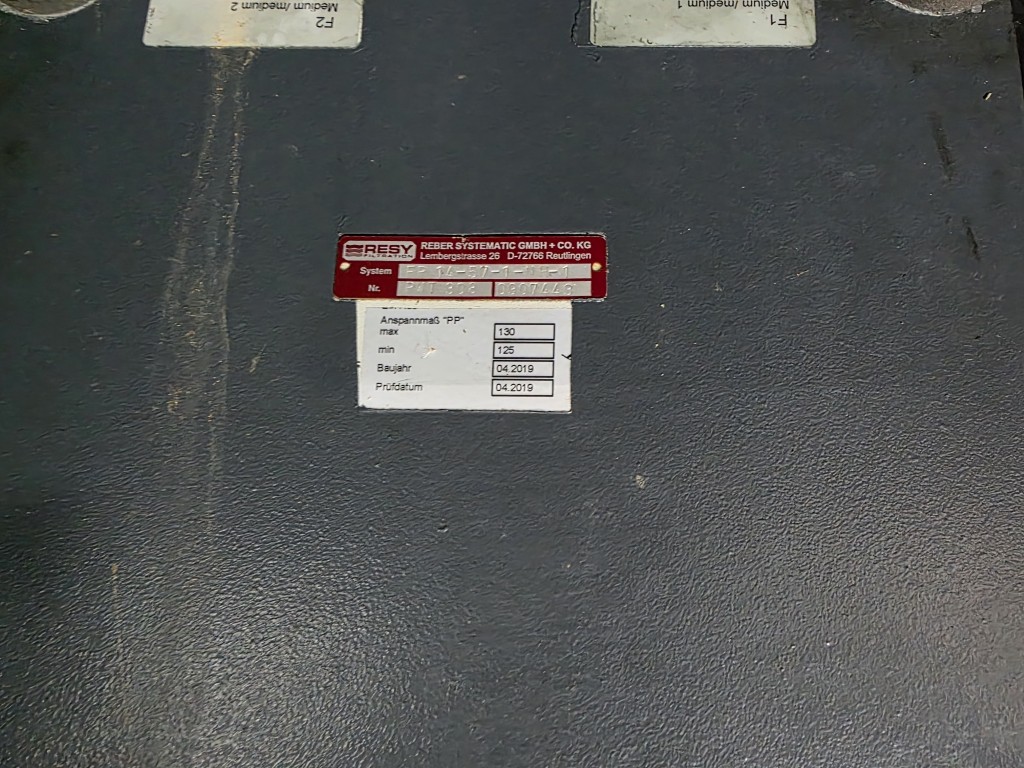 F2
Medium /medium 2
F1
Medium /medium 1
RESY
FILTRATION
REBER SYSTEMATIC GMBH + CO. KG
Lembergstrasse 26 D-72766 Reutlingen
System
Nr.
Anspannmaß "PP"
max 130
min 125
Baujahr 04.2019
Prüfdatum 04.2019